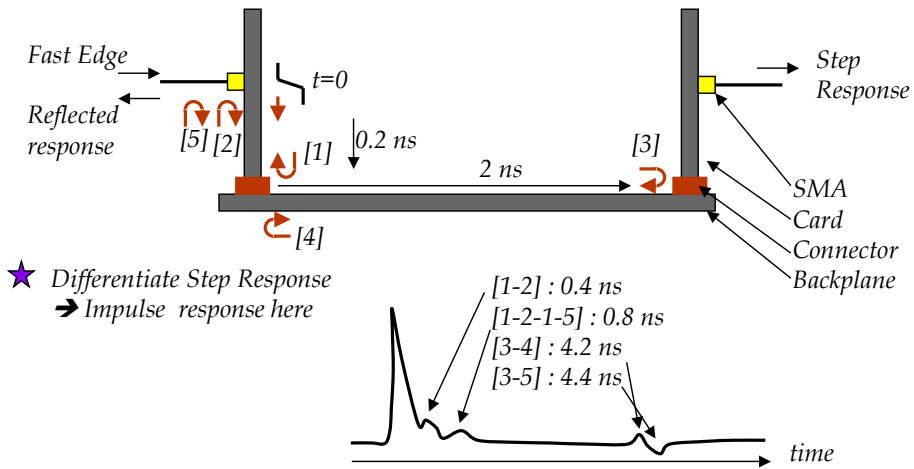 Fast Edge
Reflected
response
[5]
[2]
t=0
[1]
0.2 ns
2 ns
[3]
[4]
Step
Response
SMA
Card
Connector
Backplane
Differentiate Step Response
➔ Impulse response here
[1-2] : 0.4 ns
[1-2-1-5] : 0.8 ns
[3-4] : 4.2 ns
[3-5] : 4.4 ns
time